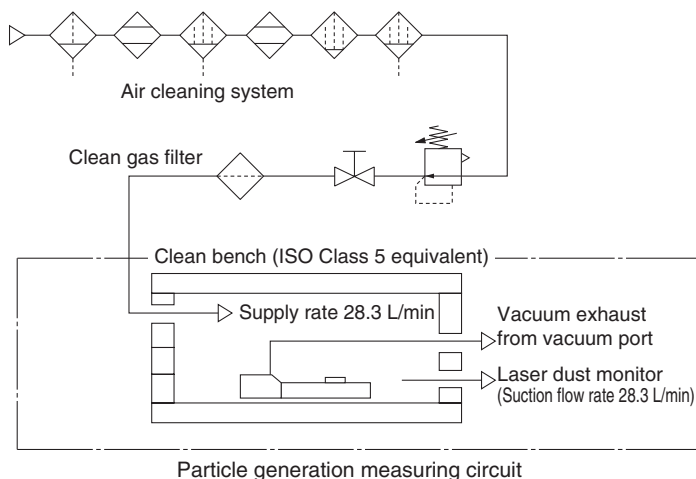 Air cleaning system
Clean gas filter
Clean bench (ISO Class 5 equivalent)
Supply rate 28.3 L/min
Vacuum exhaust
from vacuum port
Laser dust monitor
(Suction flow rate 28.3 L/min)
Particle generation measuring circuit